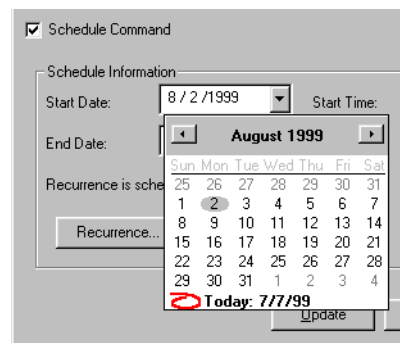 Schedule Command
Schedule Information
Start Date: 8 / 2 /1999 Start Time:
End Date:
August 1999
Sun Mon Tue Wed Thu Fri Sat
25 26 27 28 29 30 31
1 2 3 4 5 6 7
Recurrence is sche
8 9 10 11 12 13 14
Recurrence...
15 16 17 18 19 20 21
22 23 24 25 26 27 28
29 30 31 1 2 3 4
Today: 7/7/99
Update